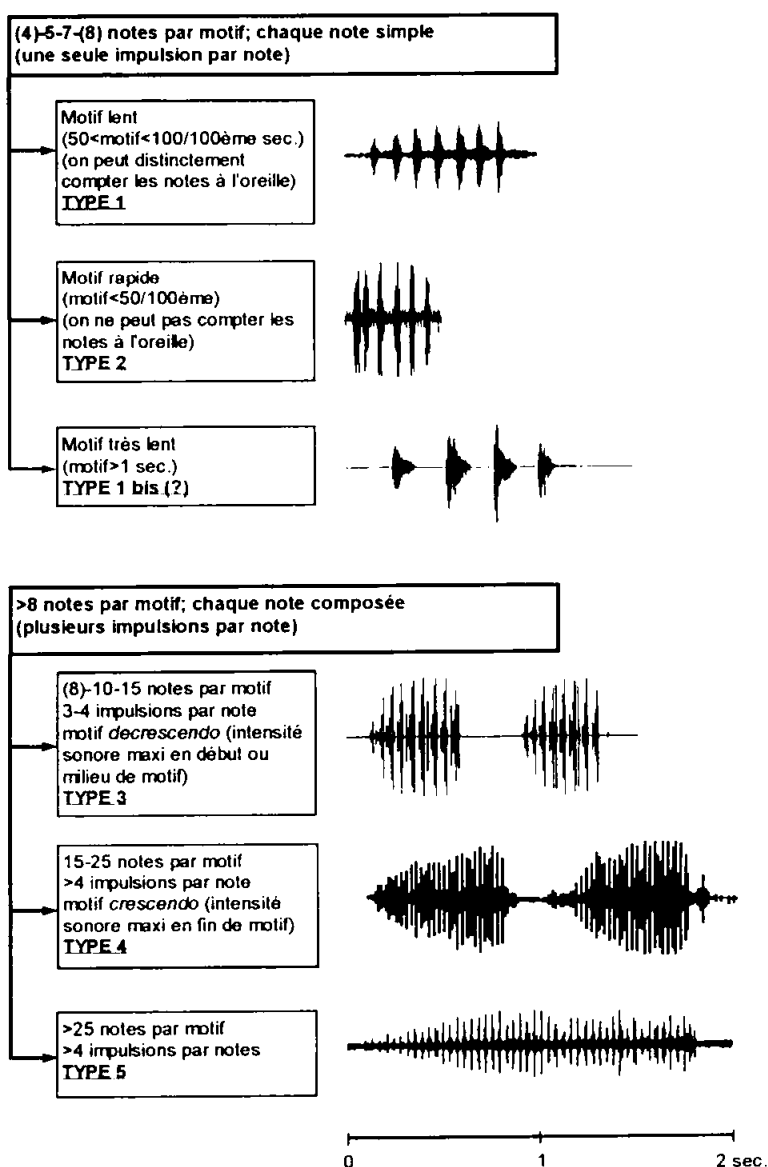 (4)-5-7-(8) notes par motif; chaque note simple
(une seule impulsion par note)
Motif lent
(50<motif<100/100ème sec.)
(on peut distinctement
compter les notes à l'oreille)
TYPE 1
Motif rapide
(motif<50/100ème)
(on ne peut pas compter les
notes à l'oreille)
TYPE 2
Motif très lent
(motif>1 sec.)
TYPE 1 bis (?)
>8 notes par motif; chaque note composée
(plusieurs impulsions par note)
(8)-10-15 notes par motif
3-4 impulsions par note
motif decrescendo (intensité
sonore maxi en début ou
milieu de motif)
TYPE 3
15-25 notes par motif
>4 impulsions par note
motif crescendo (intensité
sonore maxi en fin de motif)
TYPE 4
>25 notes par motif
>4 impulsions par notes
TYPE 5
0 1 2 sec.